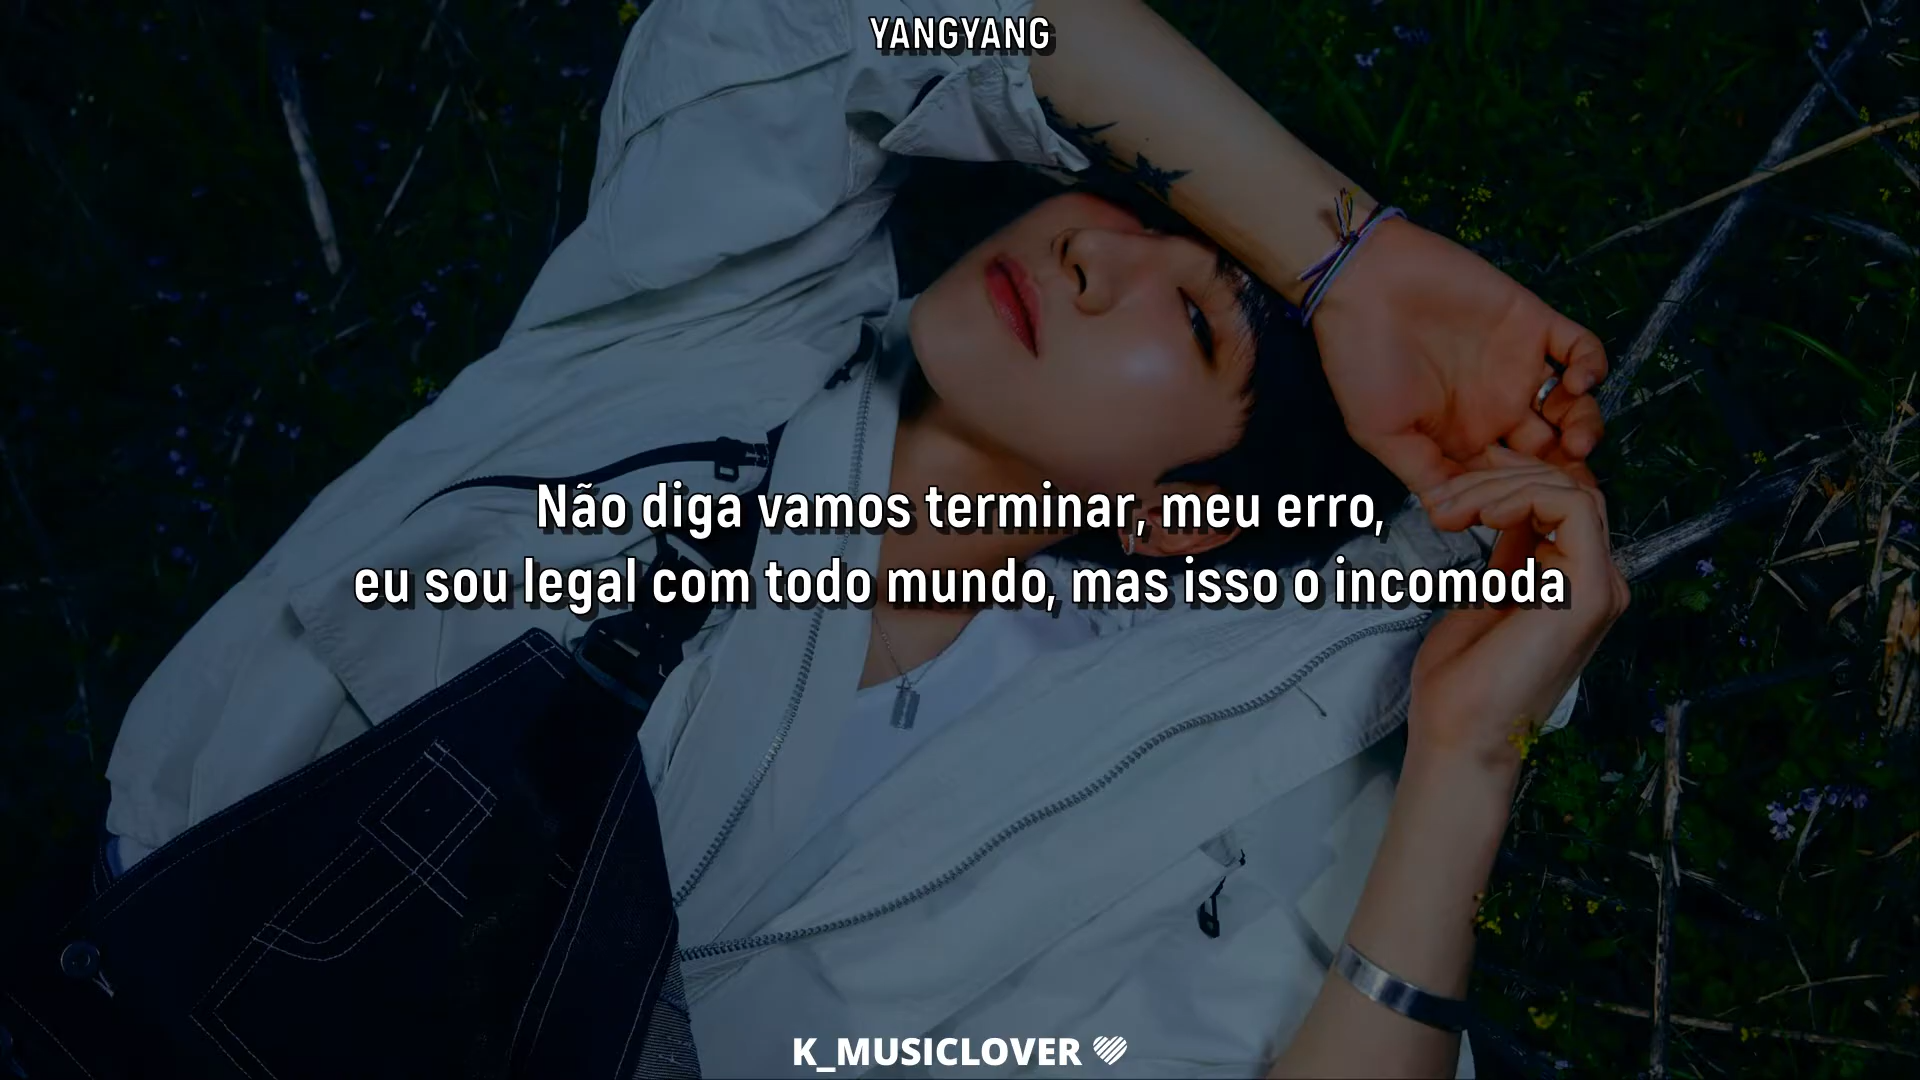 YANGYANG
Não diga vamos terminar, meu erro,
eu sou legal com todo mundo, mas isso o incomoda
K_MUSICLOVER